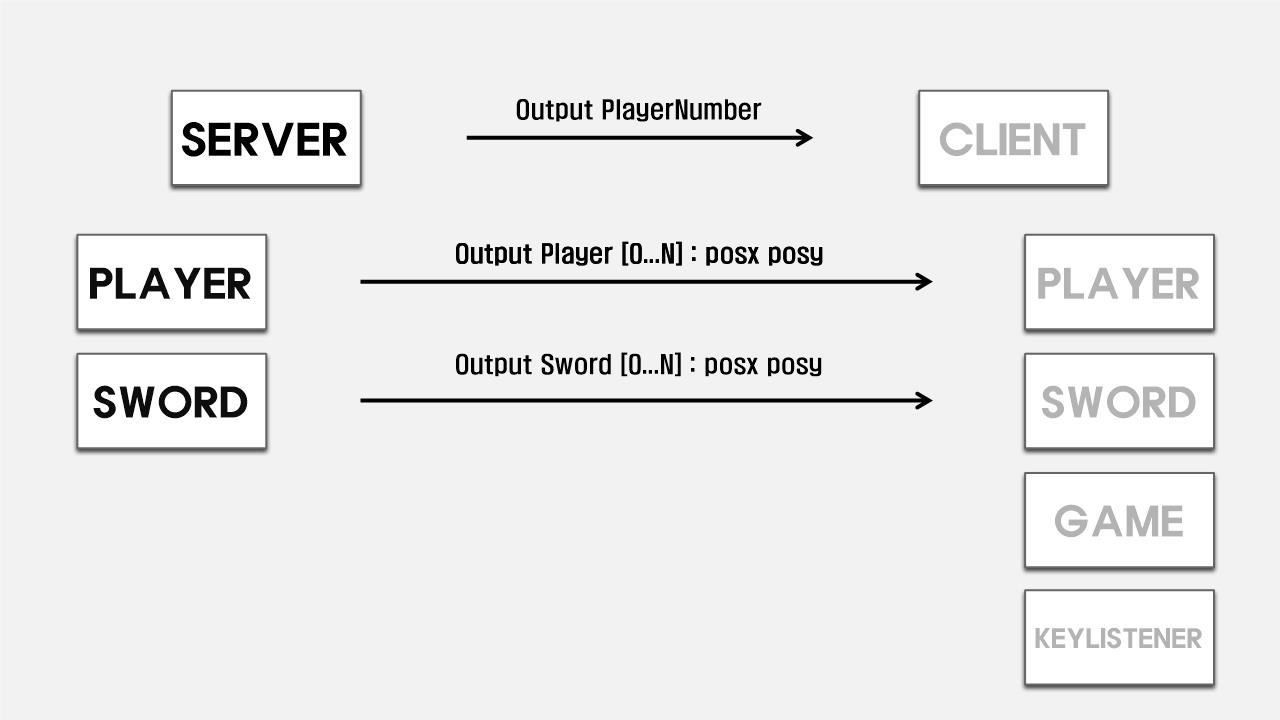 SERVER
Output PlayerNumber
CLIENT
PLAYER
Output Player [0...N] : posx posy
PLAYER
SWORD
Output Sword [0...N] : posx posy
SWORD
GAME
KEYLISTENER